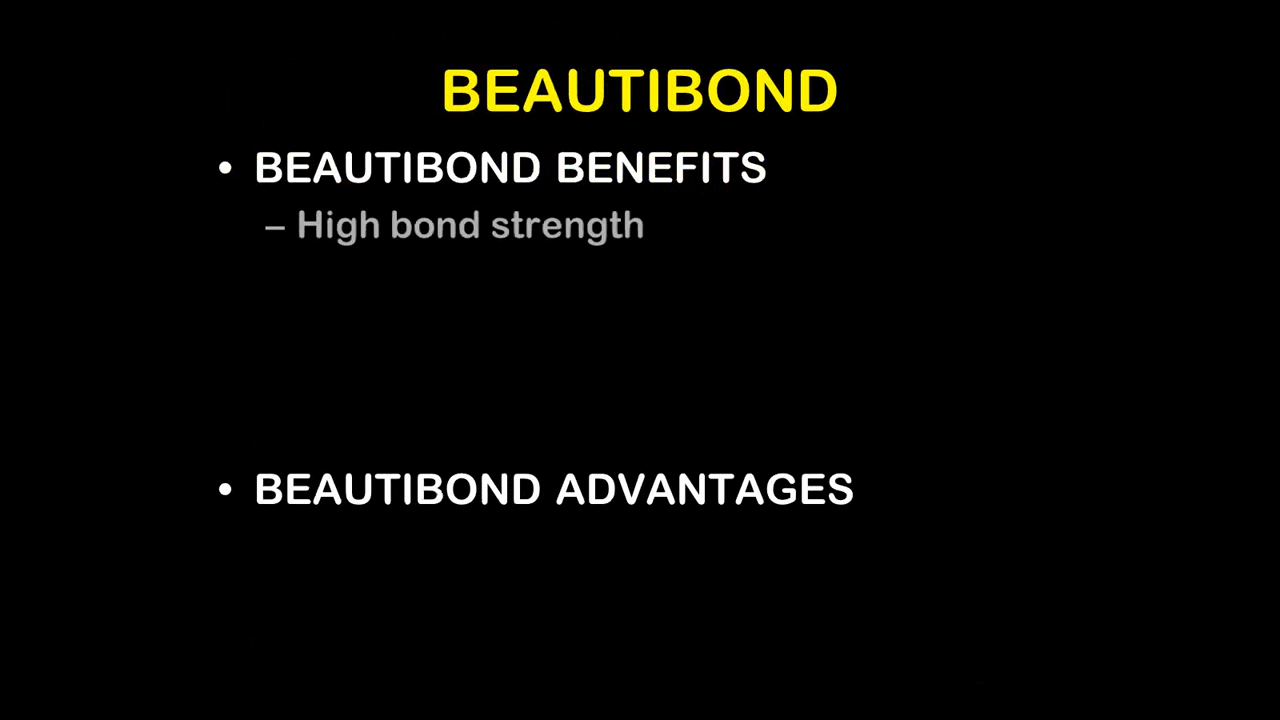 BEAUTIBOND
• BEAUTIBOND BENEFITS
– High bond strength
• BEAUTIBOND ADVANTAGES